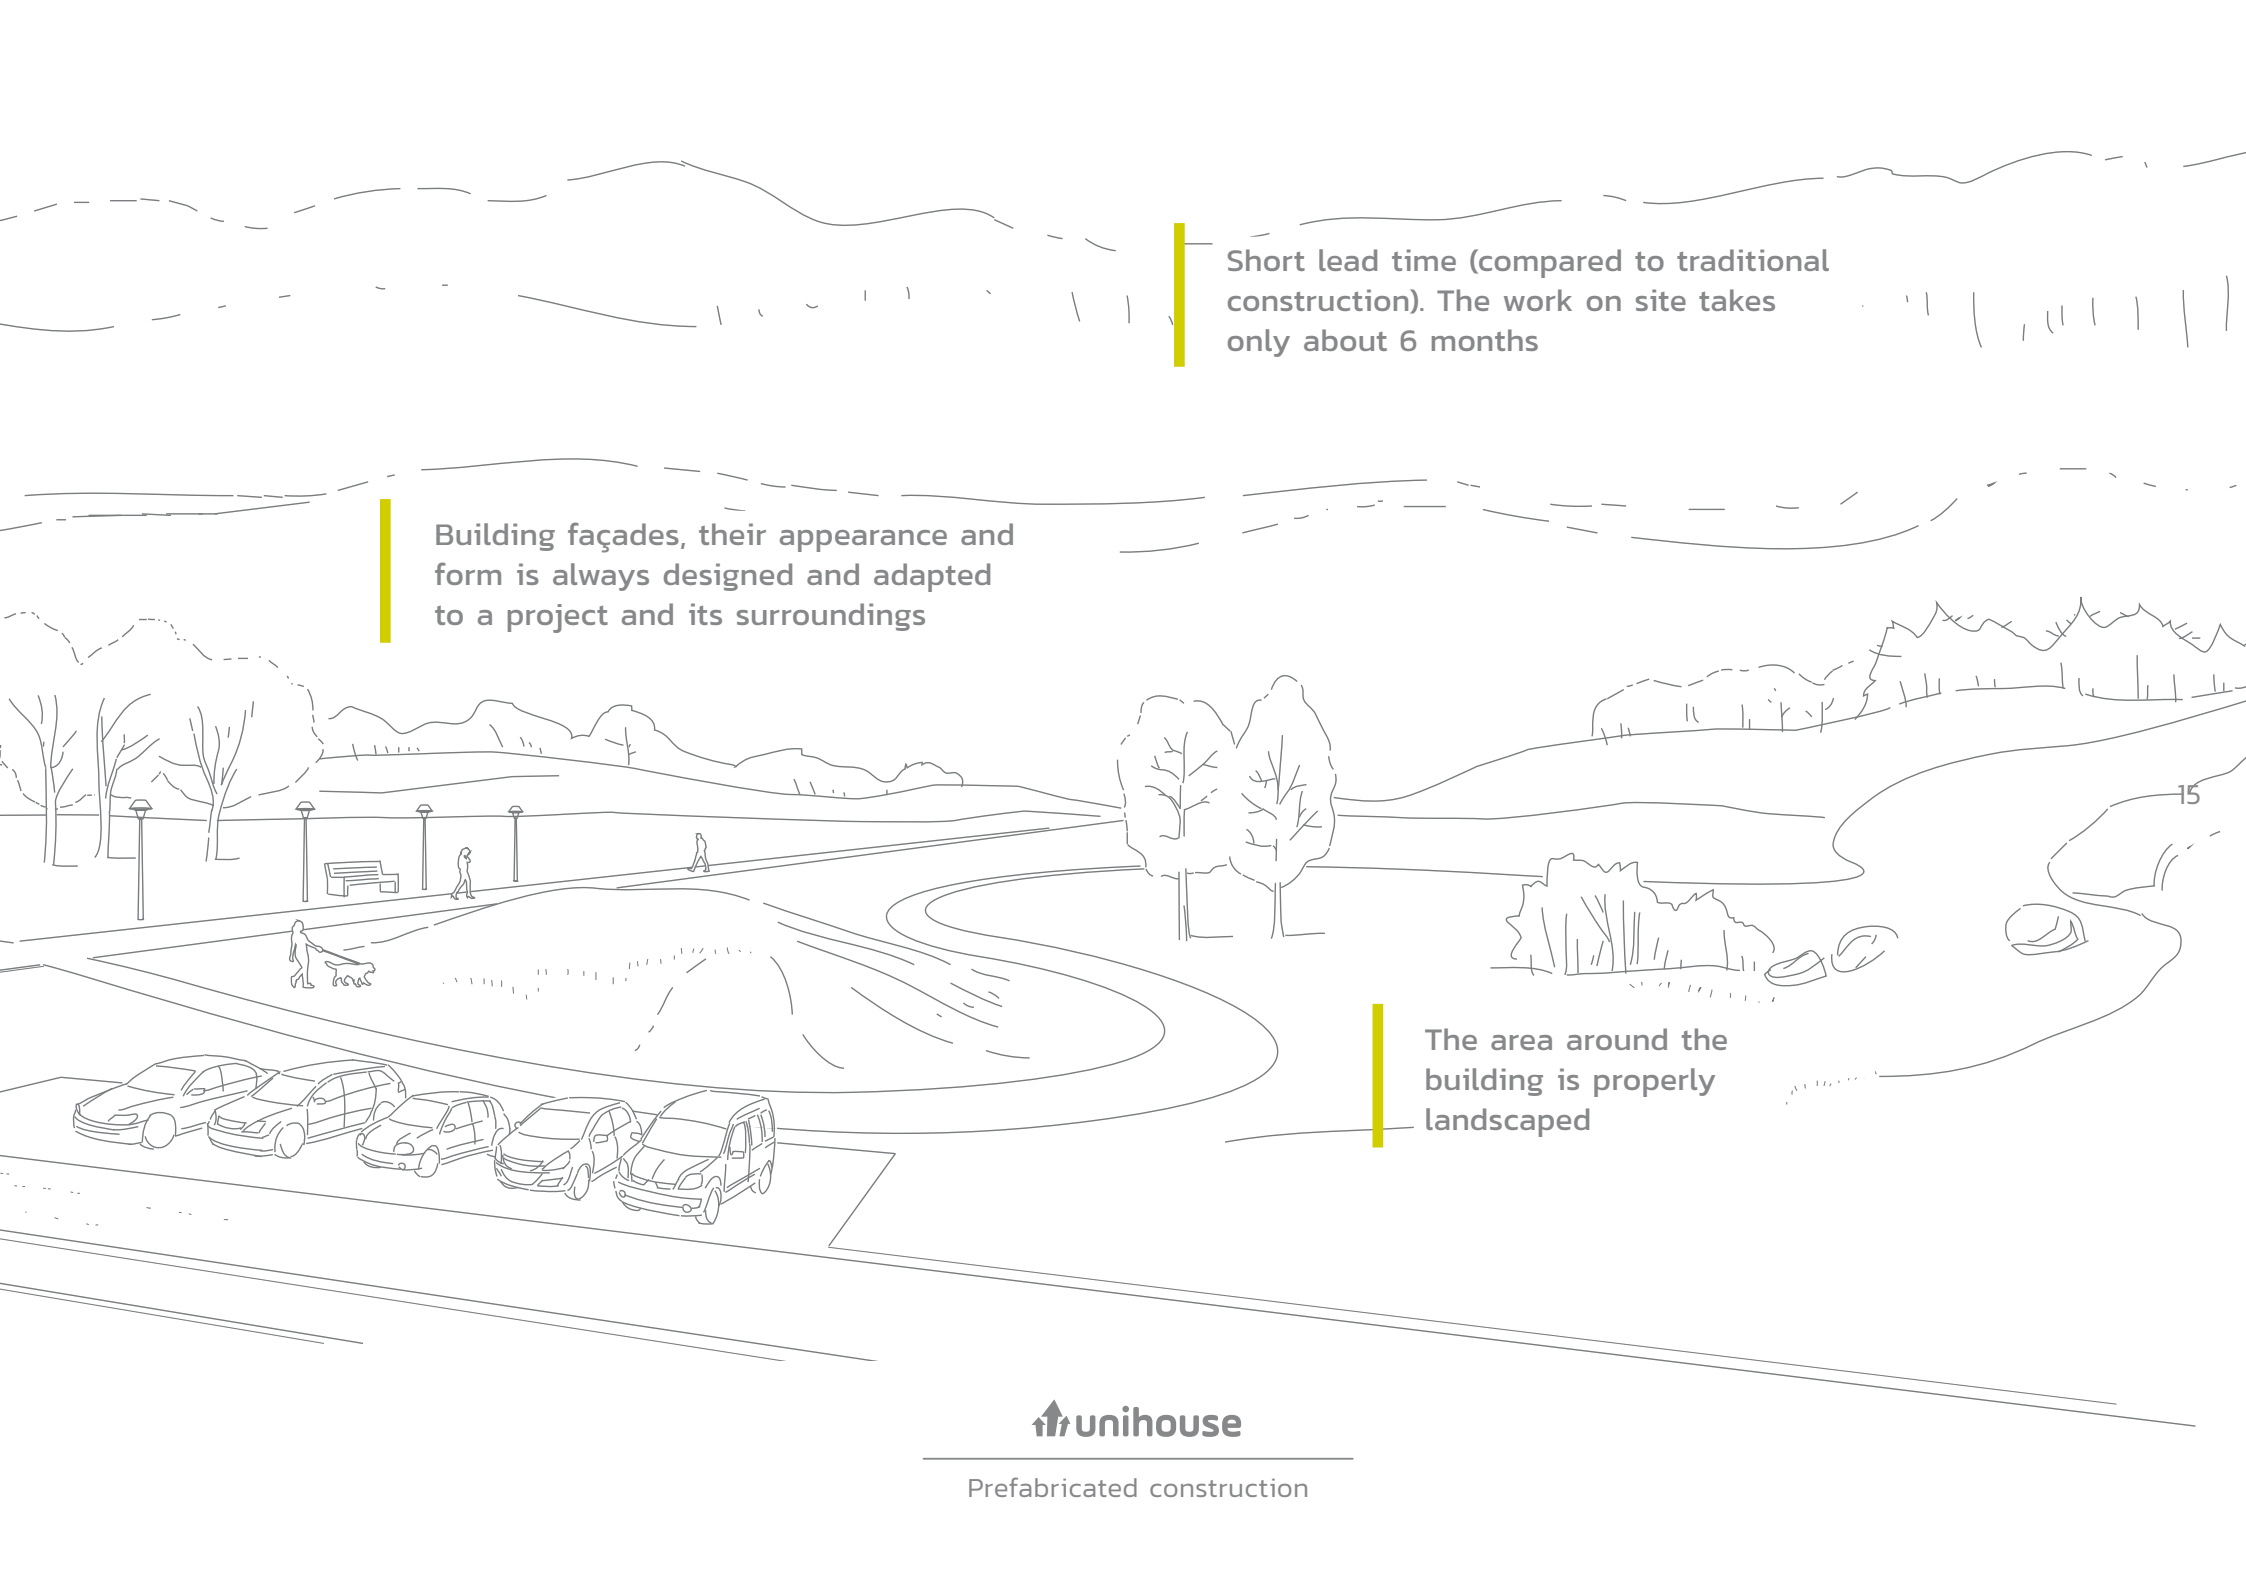 Short lead time (compared to traditional
construction). The work on site takes
only about 6 months
Building façades, their appearance and
form is always designed and adapted
to a project and its surroundings
15
The area around the
building is properly
landscaped
unihouse
Prefabricated construction